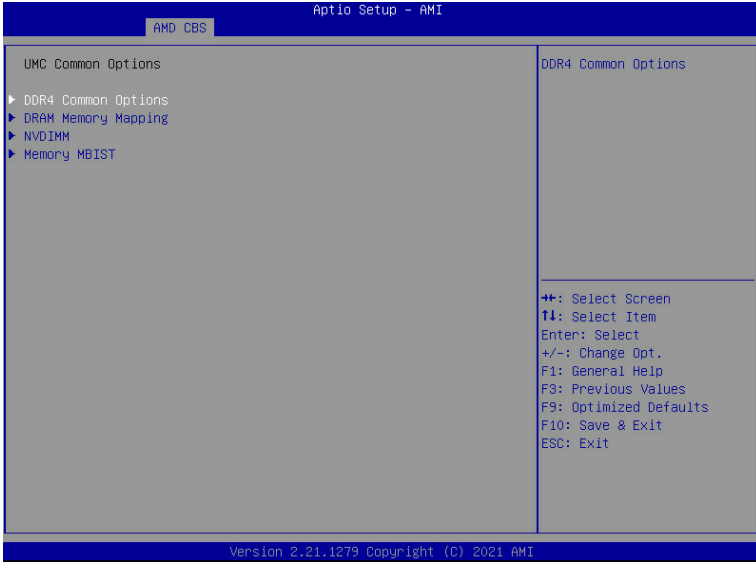 Aptio Setup – AMI
AMD CBS
UMC Common Options
▶ DDR4 Common Options
▶ DRAM Memory Mapping
▶ NVDIMM
▶ Memory MBIST
DDR4 Common Options
→←: Select Screen
↑↓: Select Item
Enter: Select
+/-: Change Opt.
F1: General Help
F3: Previous Values
F9: Optimized Defaults
F10: Save & Exit
ESC: Exit
Version 2.21.1279 Copyright (C) 2021 AMI